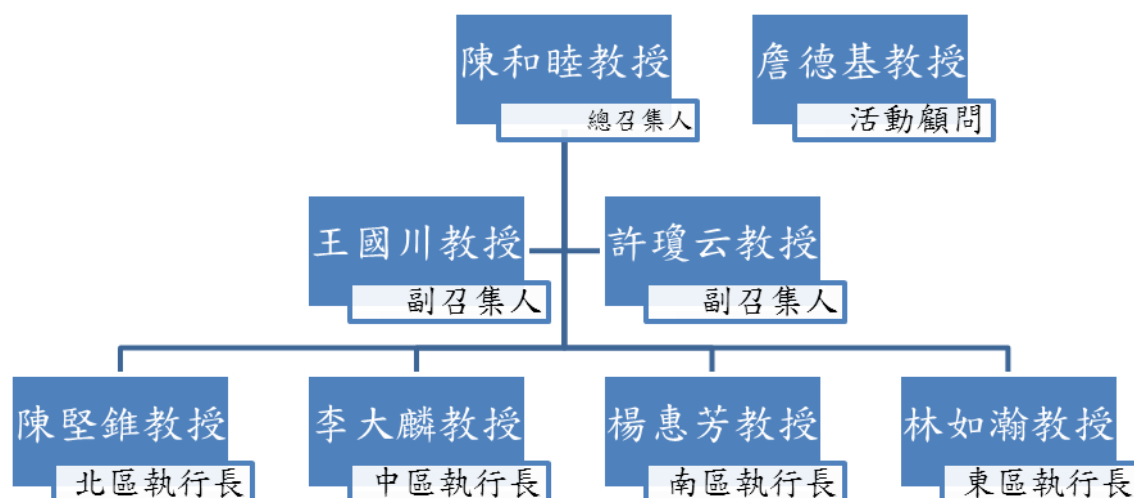 陳和睦教授
總召集人
詹德基教授
活動顧問
王國川教授
副召集人
許瓊云教授
副召集人
陳堅錐教授
北區執行長
李大麟教授
中區執行長
楊惠芳教授
南區執行長
林如瀚教授
東區執行長